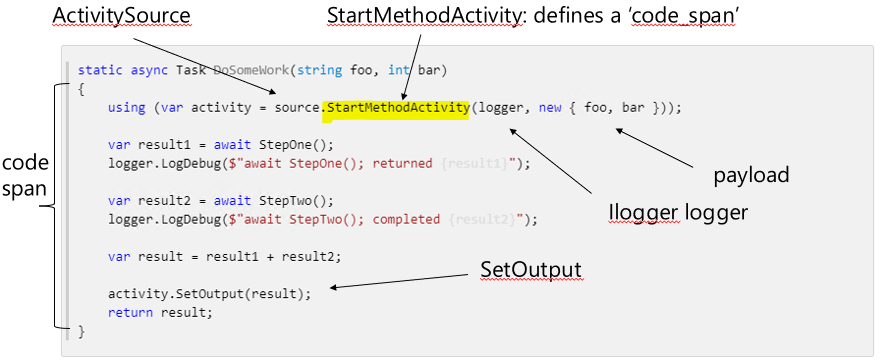 ActivitySource
StartMethodActivity: defines a ‘code_span’
static async Task DoSomeWork(string foo, int bar)
{
using (var activity = source.StartMethodActivity(logger, new { foo, bar }));
var result1 = await StepOne();
logger.LogDebug($"await StepOne(); returned {result1}");
var result2 = await StepTwo();
logger.LogDebug($"await StepTwo(); completed {result2}");
var result = result1 + result2;
activity.SetOutput(result);
return result;
}
code
span
payload
Ilogger logger
SetOutput